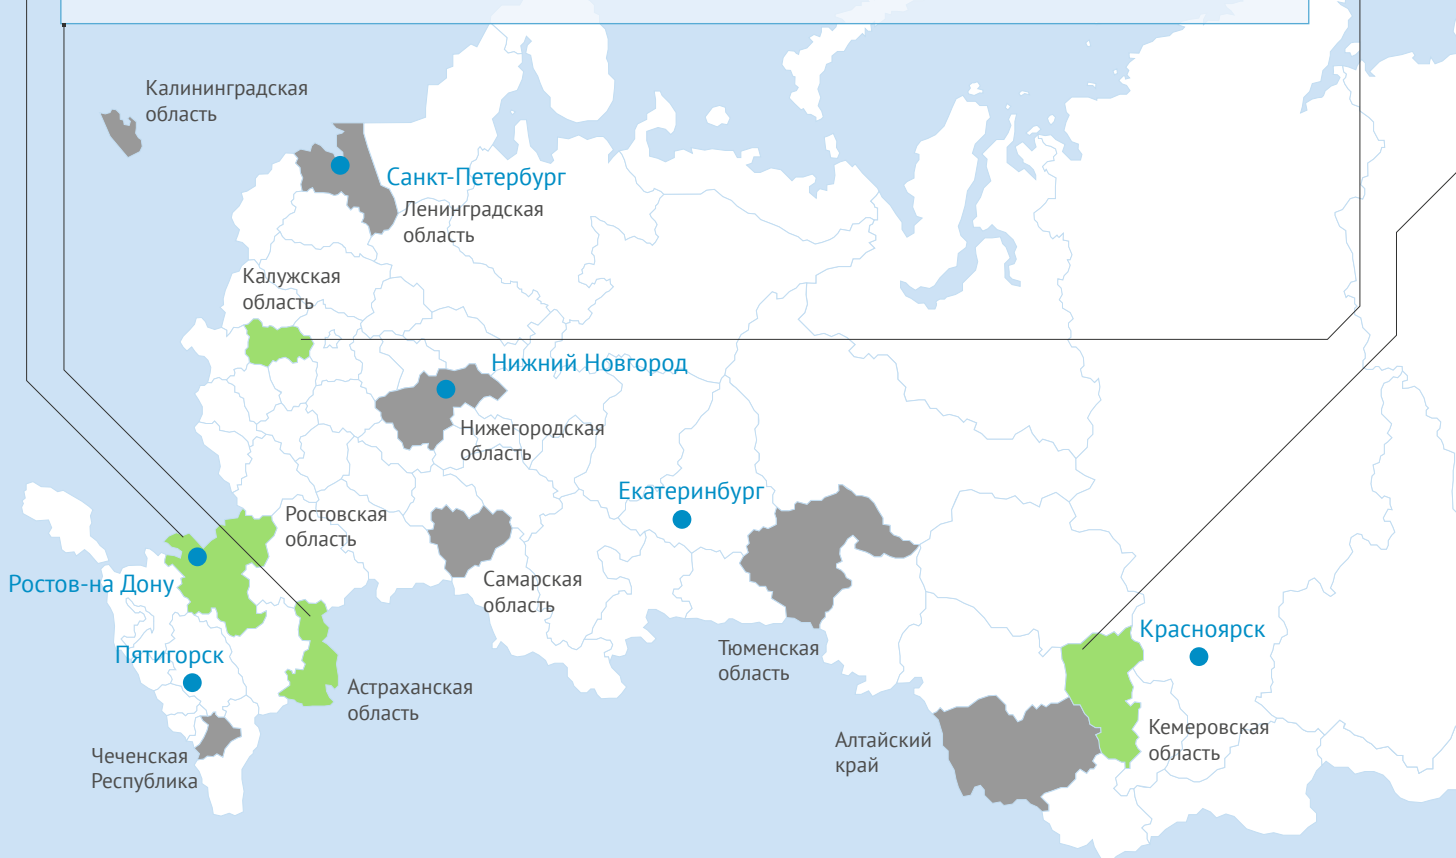 Калининградская
область
Санкт-Петербург
Ленинградская
область
Калужская
область
Нижний Новгород
Нижегородская
область
Екатеринбург
Ростовская
область
Самарская
область
Ростов-на Дону
Тюменская
область
Красноярск
Пятигорск
Астраханская
область
Кемеровская
область
Алтайский
край
Чеченская
Республика